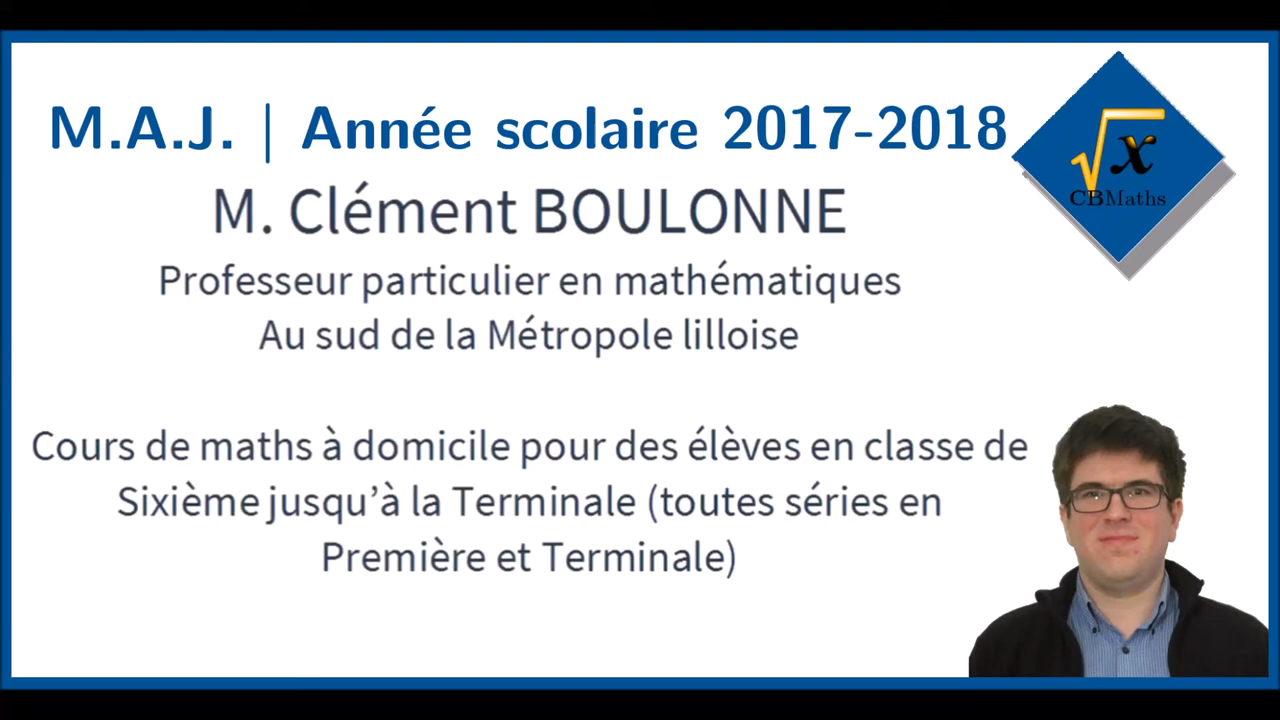 M.A.J. | Année scolaire 2017-2018
√x
CBMaths
M. Clément BOULONNE
Professeur particulier en mathématiques
Au sud de la Métropole lilloise
Cours de maths à domicile pour des élèves en classe de
Sixième jusqu’à la Terminale (toutes séries en
Première et Terminale)